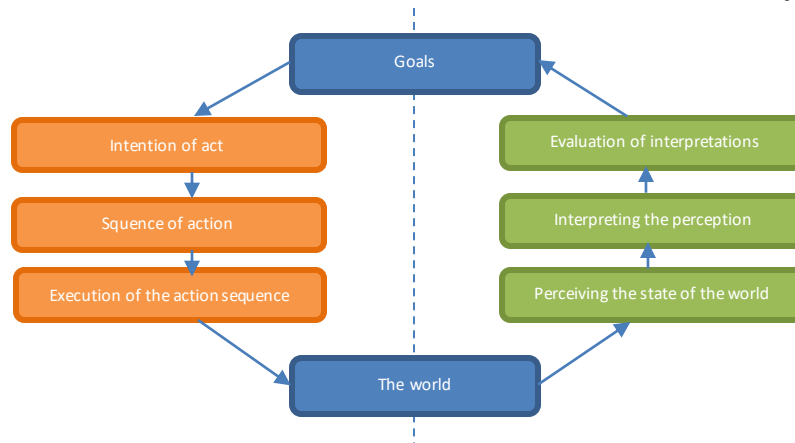 Goals
Intention of act
Squence of action
Execution of the action sequence
The world
Perceiving the state of the world
Interpreting the perception
Evaluation of interpretations